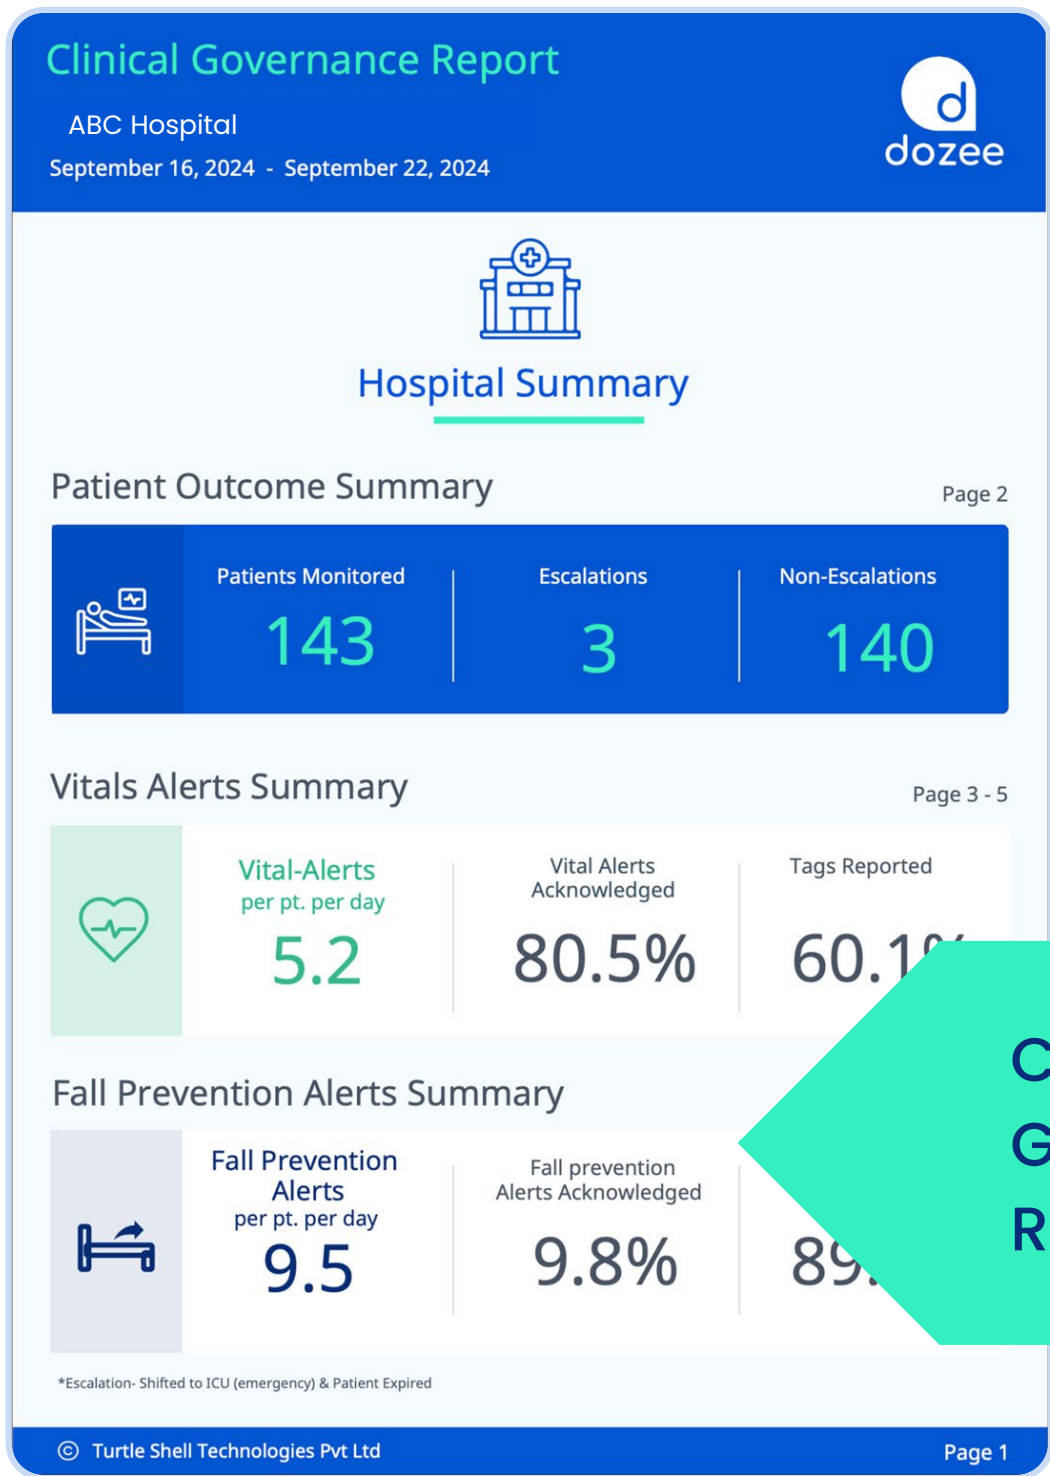 Clinical Governance Report
ABC Hospital
September 16, 2024 - September 22, 2024
d
dozee
Hospital Summary
Patient Outcome Summary
Page 2
Patients Monitored
143
Escalations
3
Non-Escalations
140
Vitals Alerts Summary
Page 3 - 5
Vital-Alerts
per pt. per day
5.2
Vital Alerts
Acknowledged
80.5%
Tags Reported
60.1%
Fall Prevention Alerts Summary
Fall Prevention
Alerts
per pt. per day
9.5
Fall prevention
Alerts Acknowledged
9.8%
89.
C
G
R
*Escalation- Shifted to ICU (emergency) & Patient Expired
© Turtle Shell Technologies Pvt Ltd
Page 1